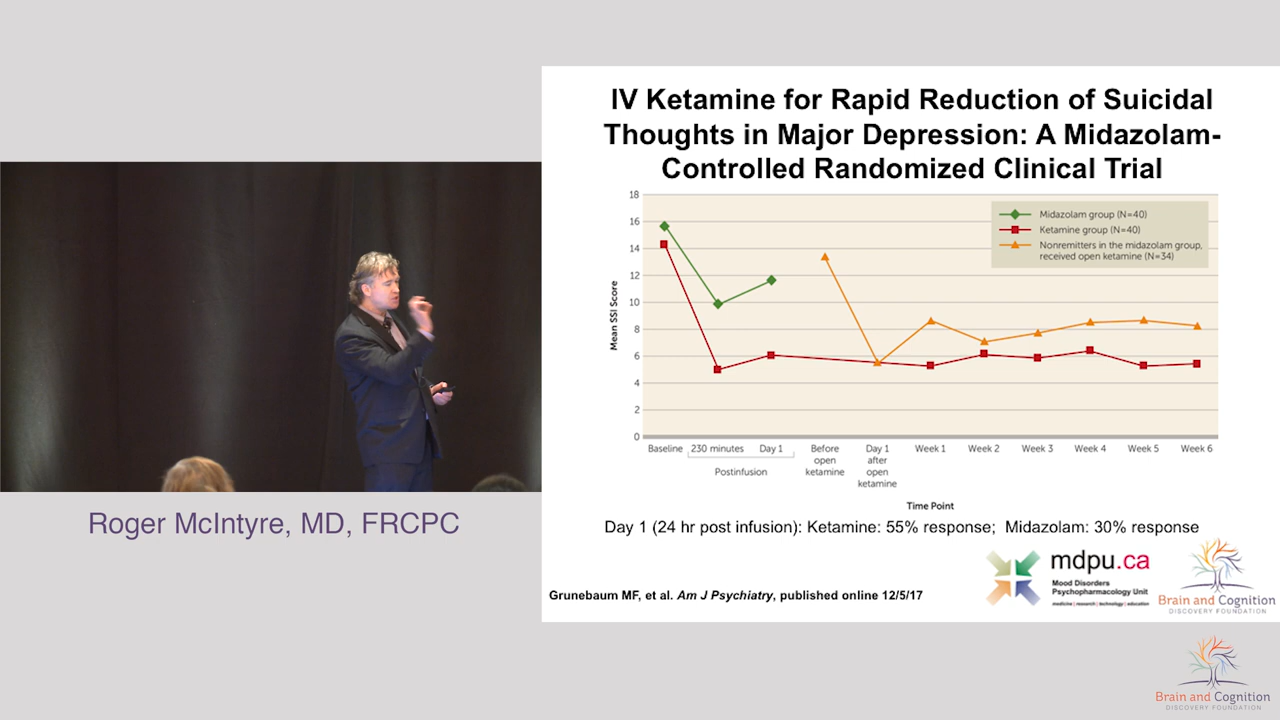 IV Ketamine for Rapid Reduction of Suicidal
Thoughts in Major Depression: A Midazolam-
Controlled Randomized Clinical Trial
18
16
14
12
10
8
6
4
2
0
Mean SSI Score
Midazolam group (N=40)
Ketamine group (N=40)
Nonremitters in the midazolam group,
received open ketamine (N=34)
Baseline 230 minutes Day 1 Before Day 1 Week 1 Week 2 Week 3 Week 4 Week 5 Week 6
open after
Postinfusion ketamine open
ketamine
Time Point
Day 1 (24 hr post infusion): Ketamine: 55% response; Midazolam: 30% response
Roger McIntyre, MD, FRCPC
mdpu.ca
Mood Disorders
Psychopharmacology Unit
medicine | research | technology | education
Brain and Cognition
DISCOVERY FOUNDATION
Grunebaum MF, et al. Am J Psychiatry, published online 12/5/17
Brain and Cognition
DISCOVERY FOUNDATION